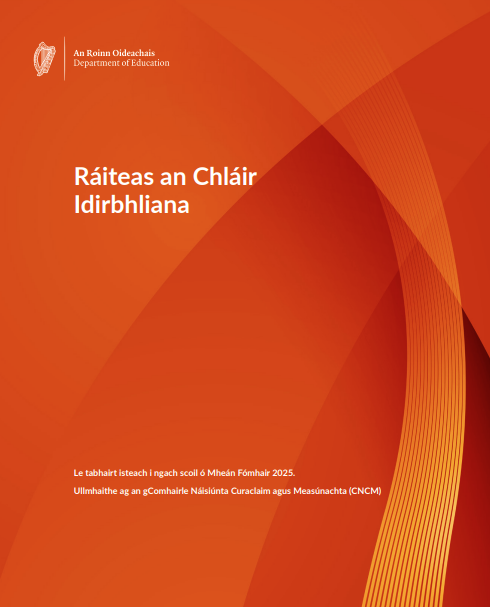 An Roinn Oideachais
Department of Education
Ráiteas an Chláir
Idirbhliana
Le tabhairt isteach i ngach scoil ó Mheán Fómhair 2025.
Ullmhaithe ag an gComhairle Náisiúnta Curaclaim agus Measúnachta (CNCM)